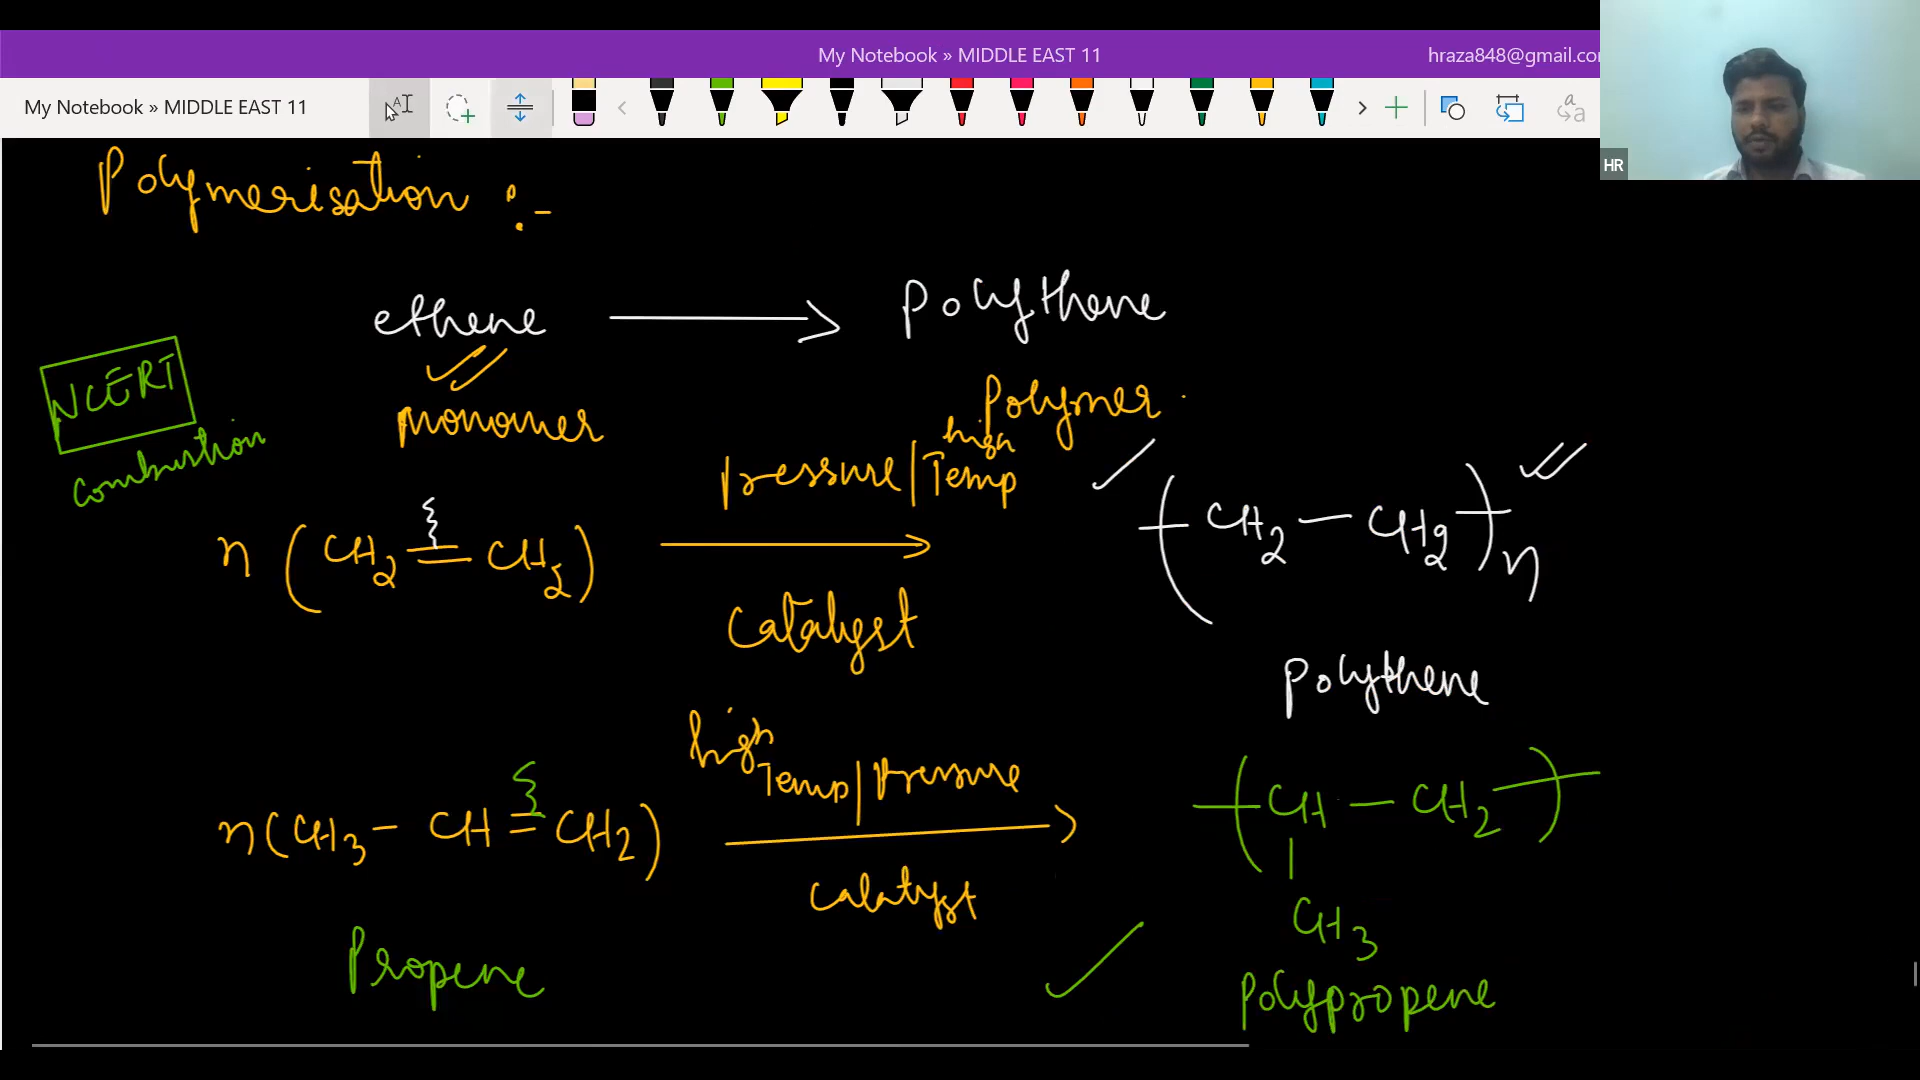 My Notebook » MIDDLE EAST 11
hraza848@gmail.co
My Notebook » MIDDLE EAST 11
HR
Polymerisation :-
ethene ⟶ Polythene
NCERT
combustion
monomer
Polymer
Pressure | high Temp
n(CH2=CH2) ⟶ (CH2—CH2)n
Catalyst
Polythene
high Temp | Pressure
n(CH3-CH=CH2) ⟶ (CH—CH2)
Catalyst
CH3
Propene
Polypropene